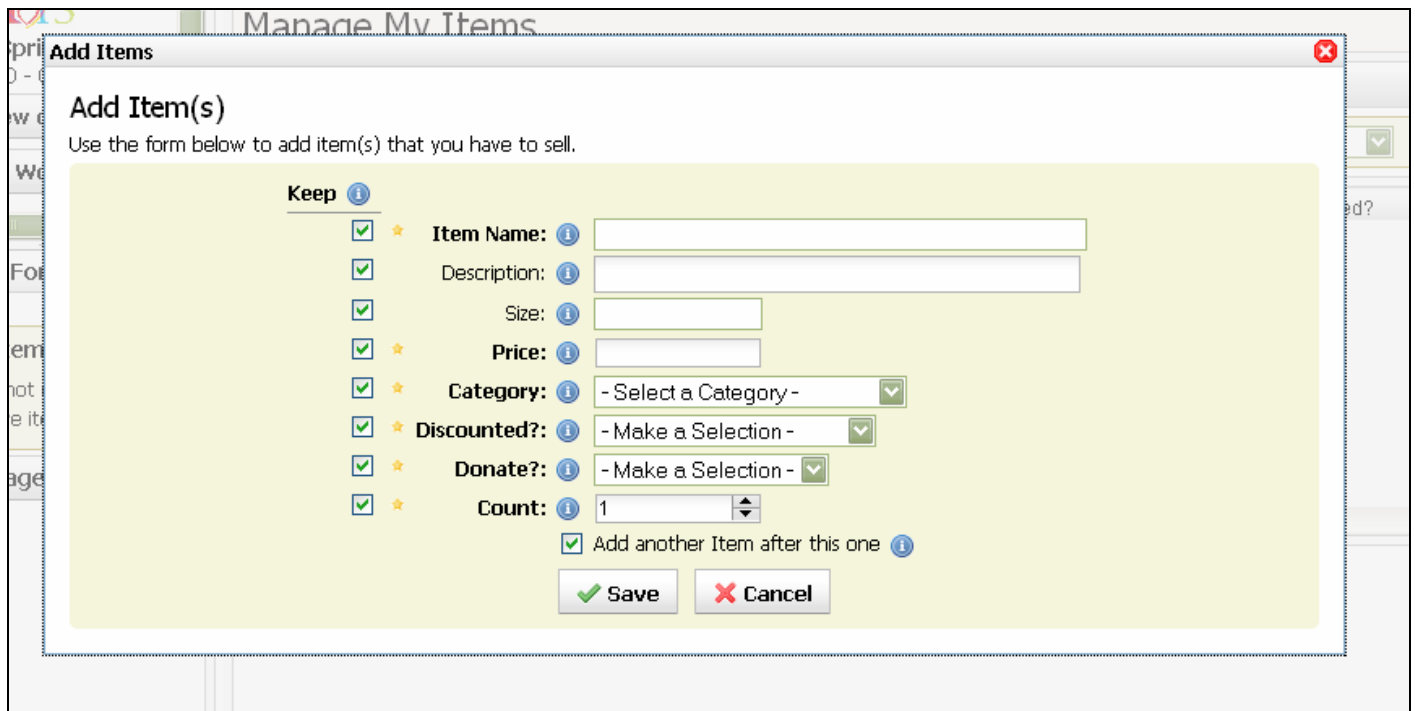 Manage My Items
Add Items
Add Item(s)
Use the form below to add item(s) that you have to sell.
Keep
Item Name:
Description:
Size:
Price:
Category: - Select a Category -
Discounted?: - Make a Selection -
Donate?: - Make a Selection -
Count: 1
Add another Item after this one
Save Cancel